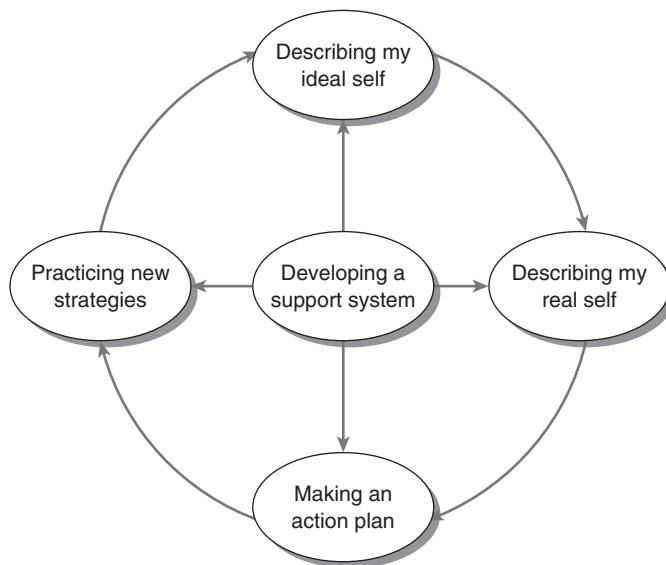 Describing my
ideal self
Practicing new
strategies
Developing a
support system
Describing my
real self
Making an
action plan